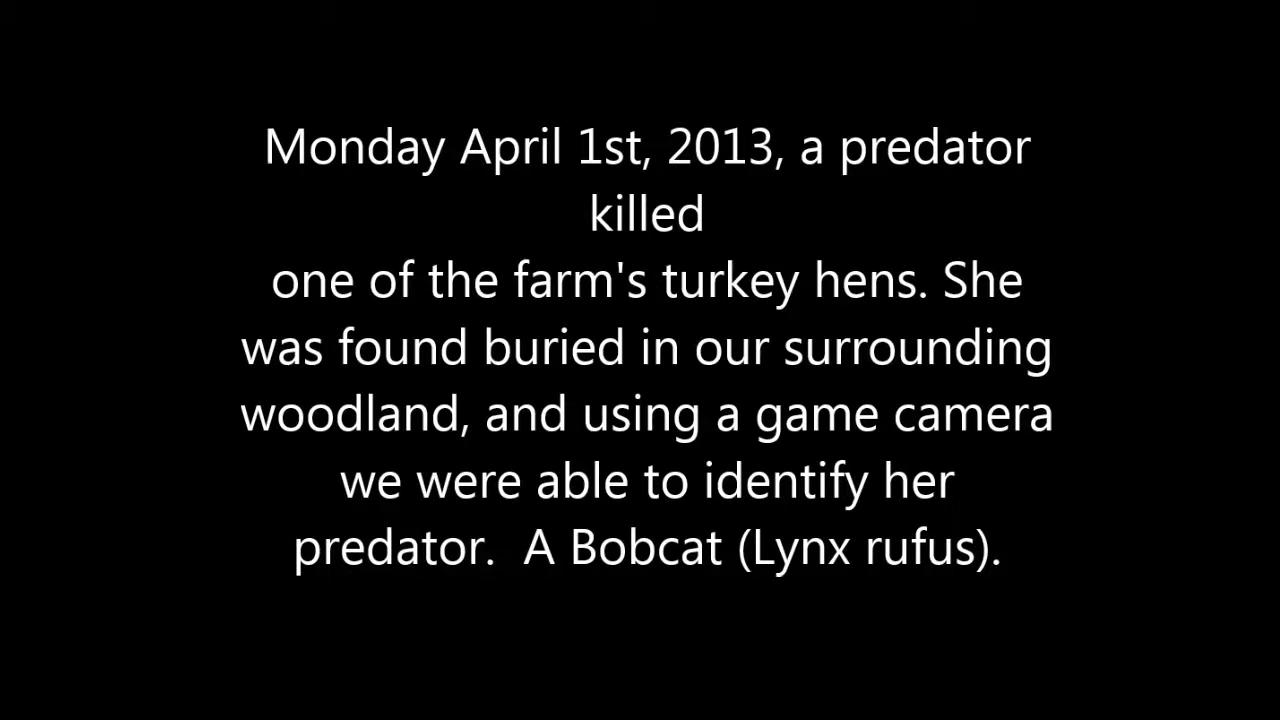 Monday April 1st, 2013, a predator
killed
one of the farm's turkey hens. She
was found buried in our surrounding
woodland, and using a game camera
we were able to identify her
predator.  A Bobcat (Lynx rufus).